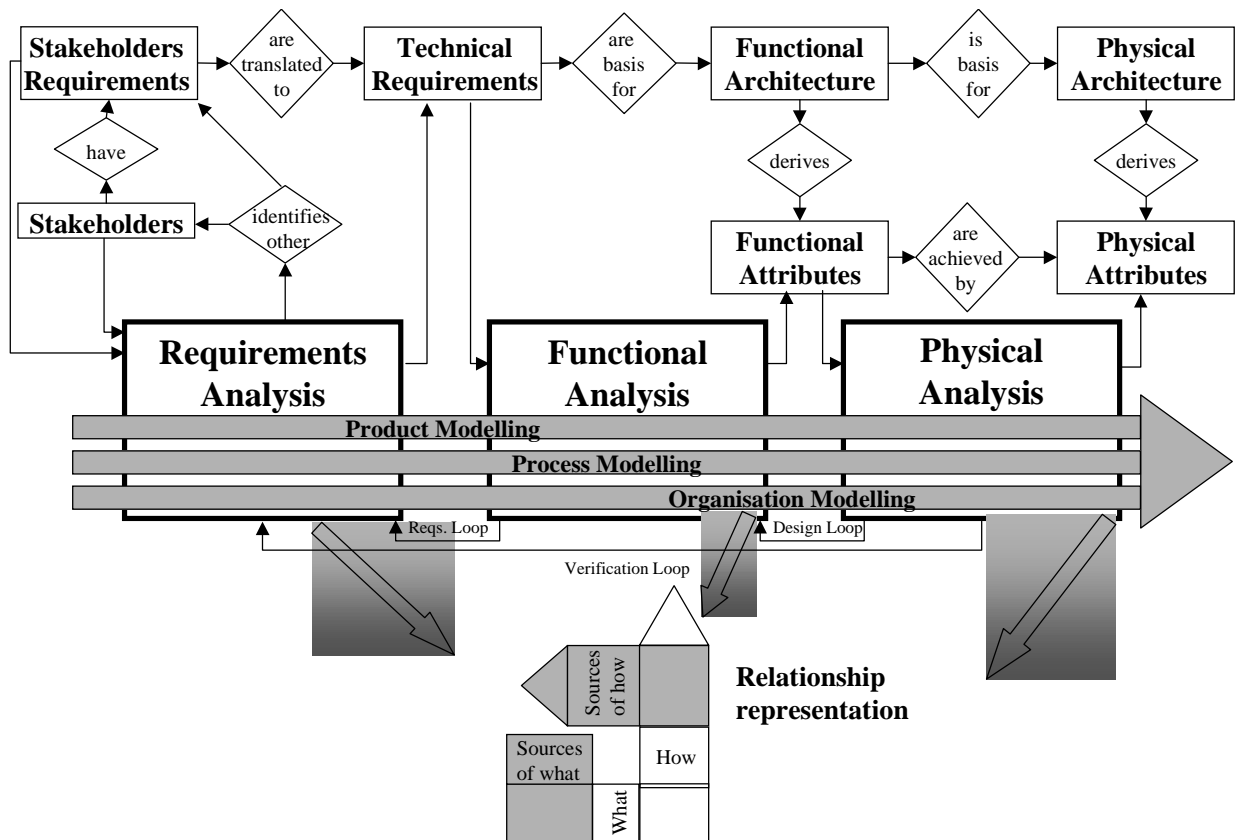 Stakeholders
Requirements
are
translated
to
Technical
Requirements
are
basis
for
Functional
Architecture
is
basis
for
Physical
Architecture
have
derives
derives
Stakeholders
identifies
other
Functional
Attributes
are
achieved
by
Physical
Attributes
Requirements
Analysis
Functional
Analysis
Physical
Analysis
Product Modelling
Process Modelling
Organisation Modelling
Reqs. Loop
Design Loop
Verification Loop
Sources
of how
Relationship
representation
Sources
of what
How
What